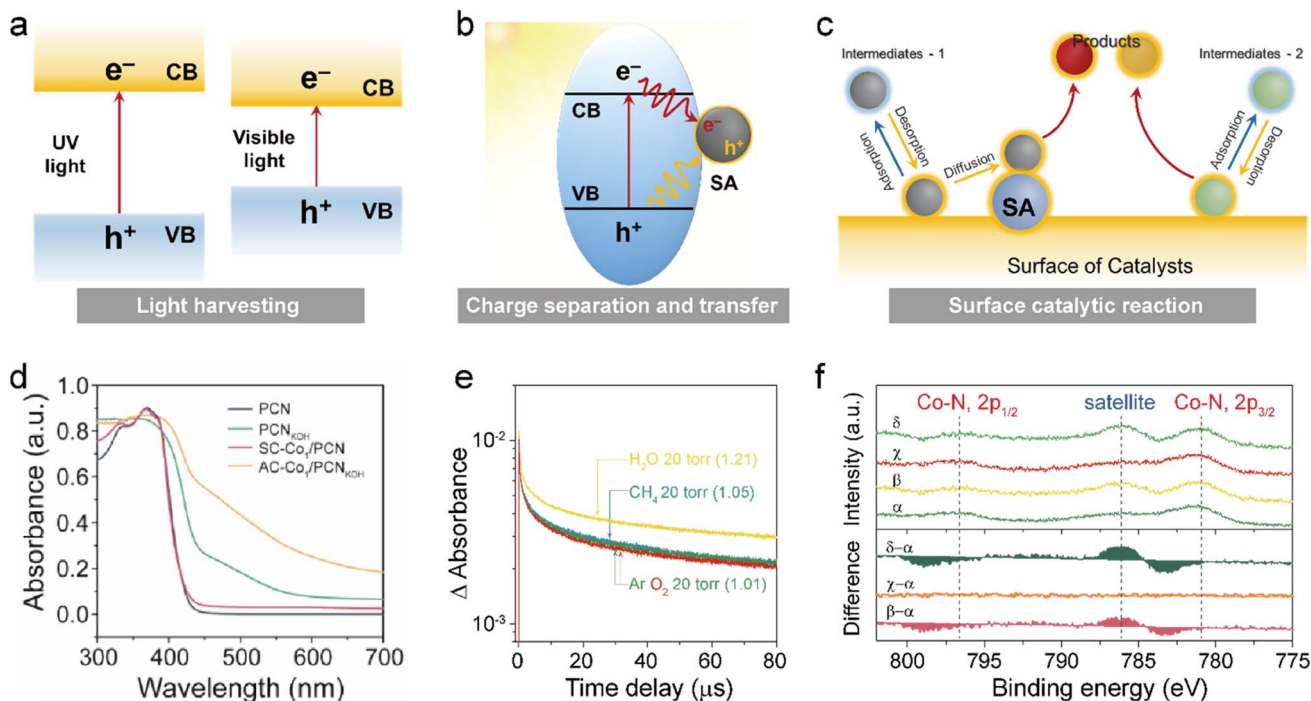 a
e⁻
CB
UV
light
h⁺
VB
e⁻
CB
Visible
light
h⁺
VB
Light harvesting
b
e⁻
CB
e⁻
h⁺
SA
VB
h⁺
Charge separation and transfer
c
Products
Intermediates - 1
Intermediates - 2
Adsorption
Desorption
Diffusion
SA
Adsorption
Desorption
Surface of Catalysts
Surface catalytic reaction
d
Absorbance (a.u.)
1.0
0.8
0.6
0.4
0.2
0.0
PCN
PCN_KOH
SC-Co₁/PCN
AC-Co₁/PCN_KOH
300 400 500 600 700
Wavelength (nm)
e
Δ Absorbance
10⁻²
10⁻³
H₂O 20 torr (1.21)
CH₄ 20 torr (1.05)
Ar O₂ 20 torr (1.01)
0 20 40 60 80
Time delay (μs)
f
Intensity (a.u.)
Difference
Co-N, 2p₁/₂ satellite Co-N, 2p₃/₂
δ
χ
β
α
δ–α
χ–α
β–α
800 795 790 785 780 775
Binding energy (eV)